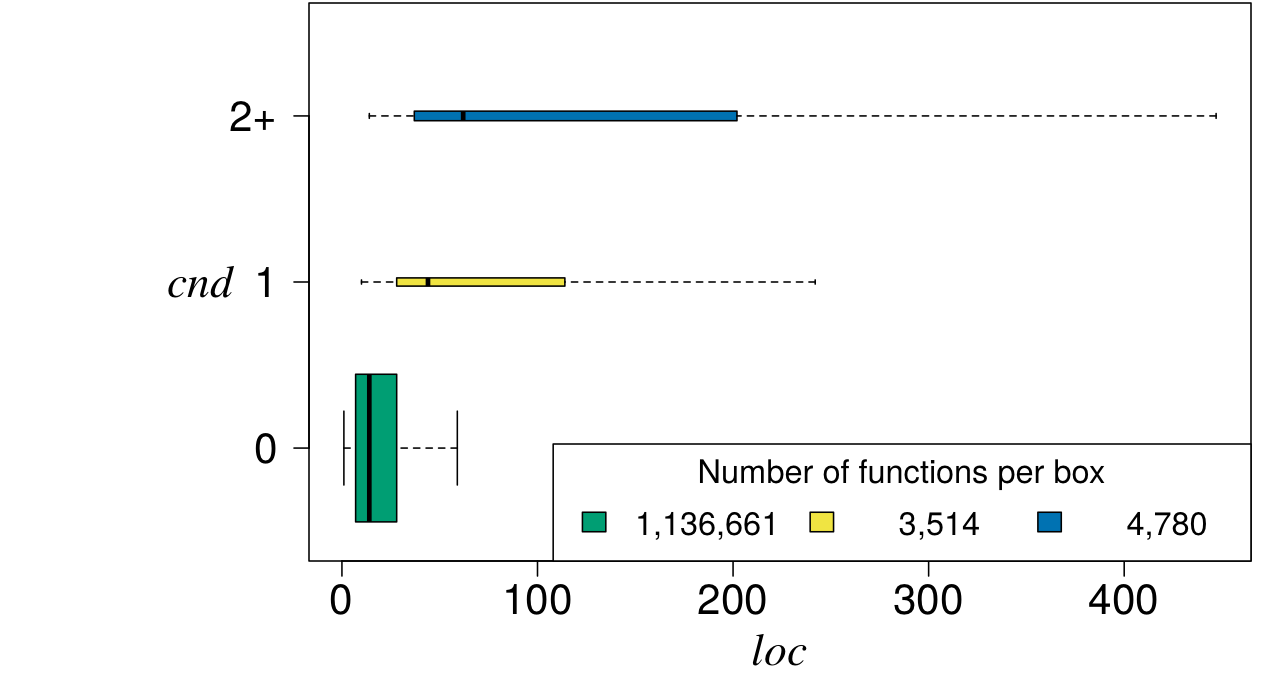 2+
cnd 1
0
Number of functions per box
1,136,661 3,514 4,780
0 100 200 300 400
loc